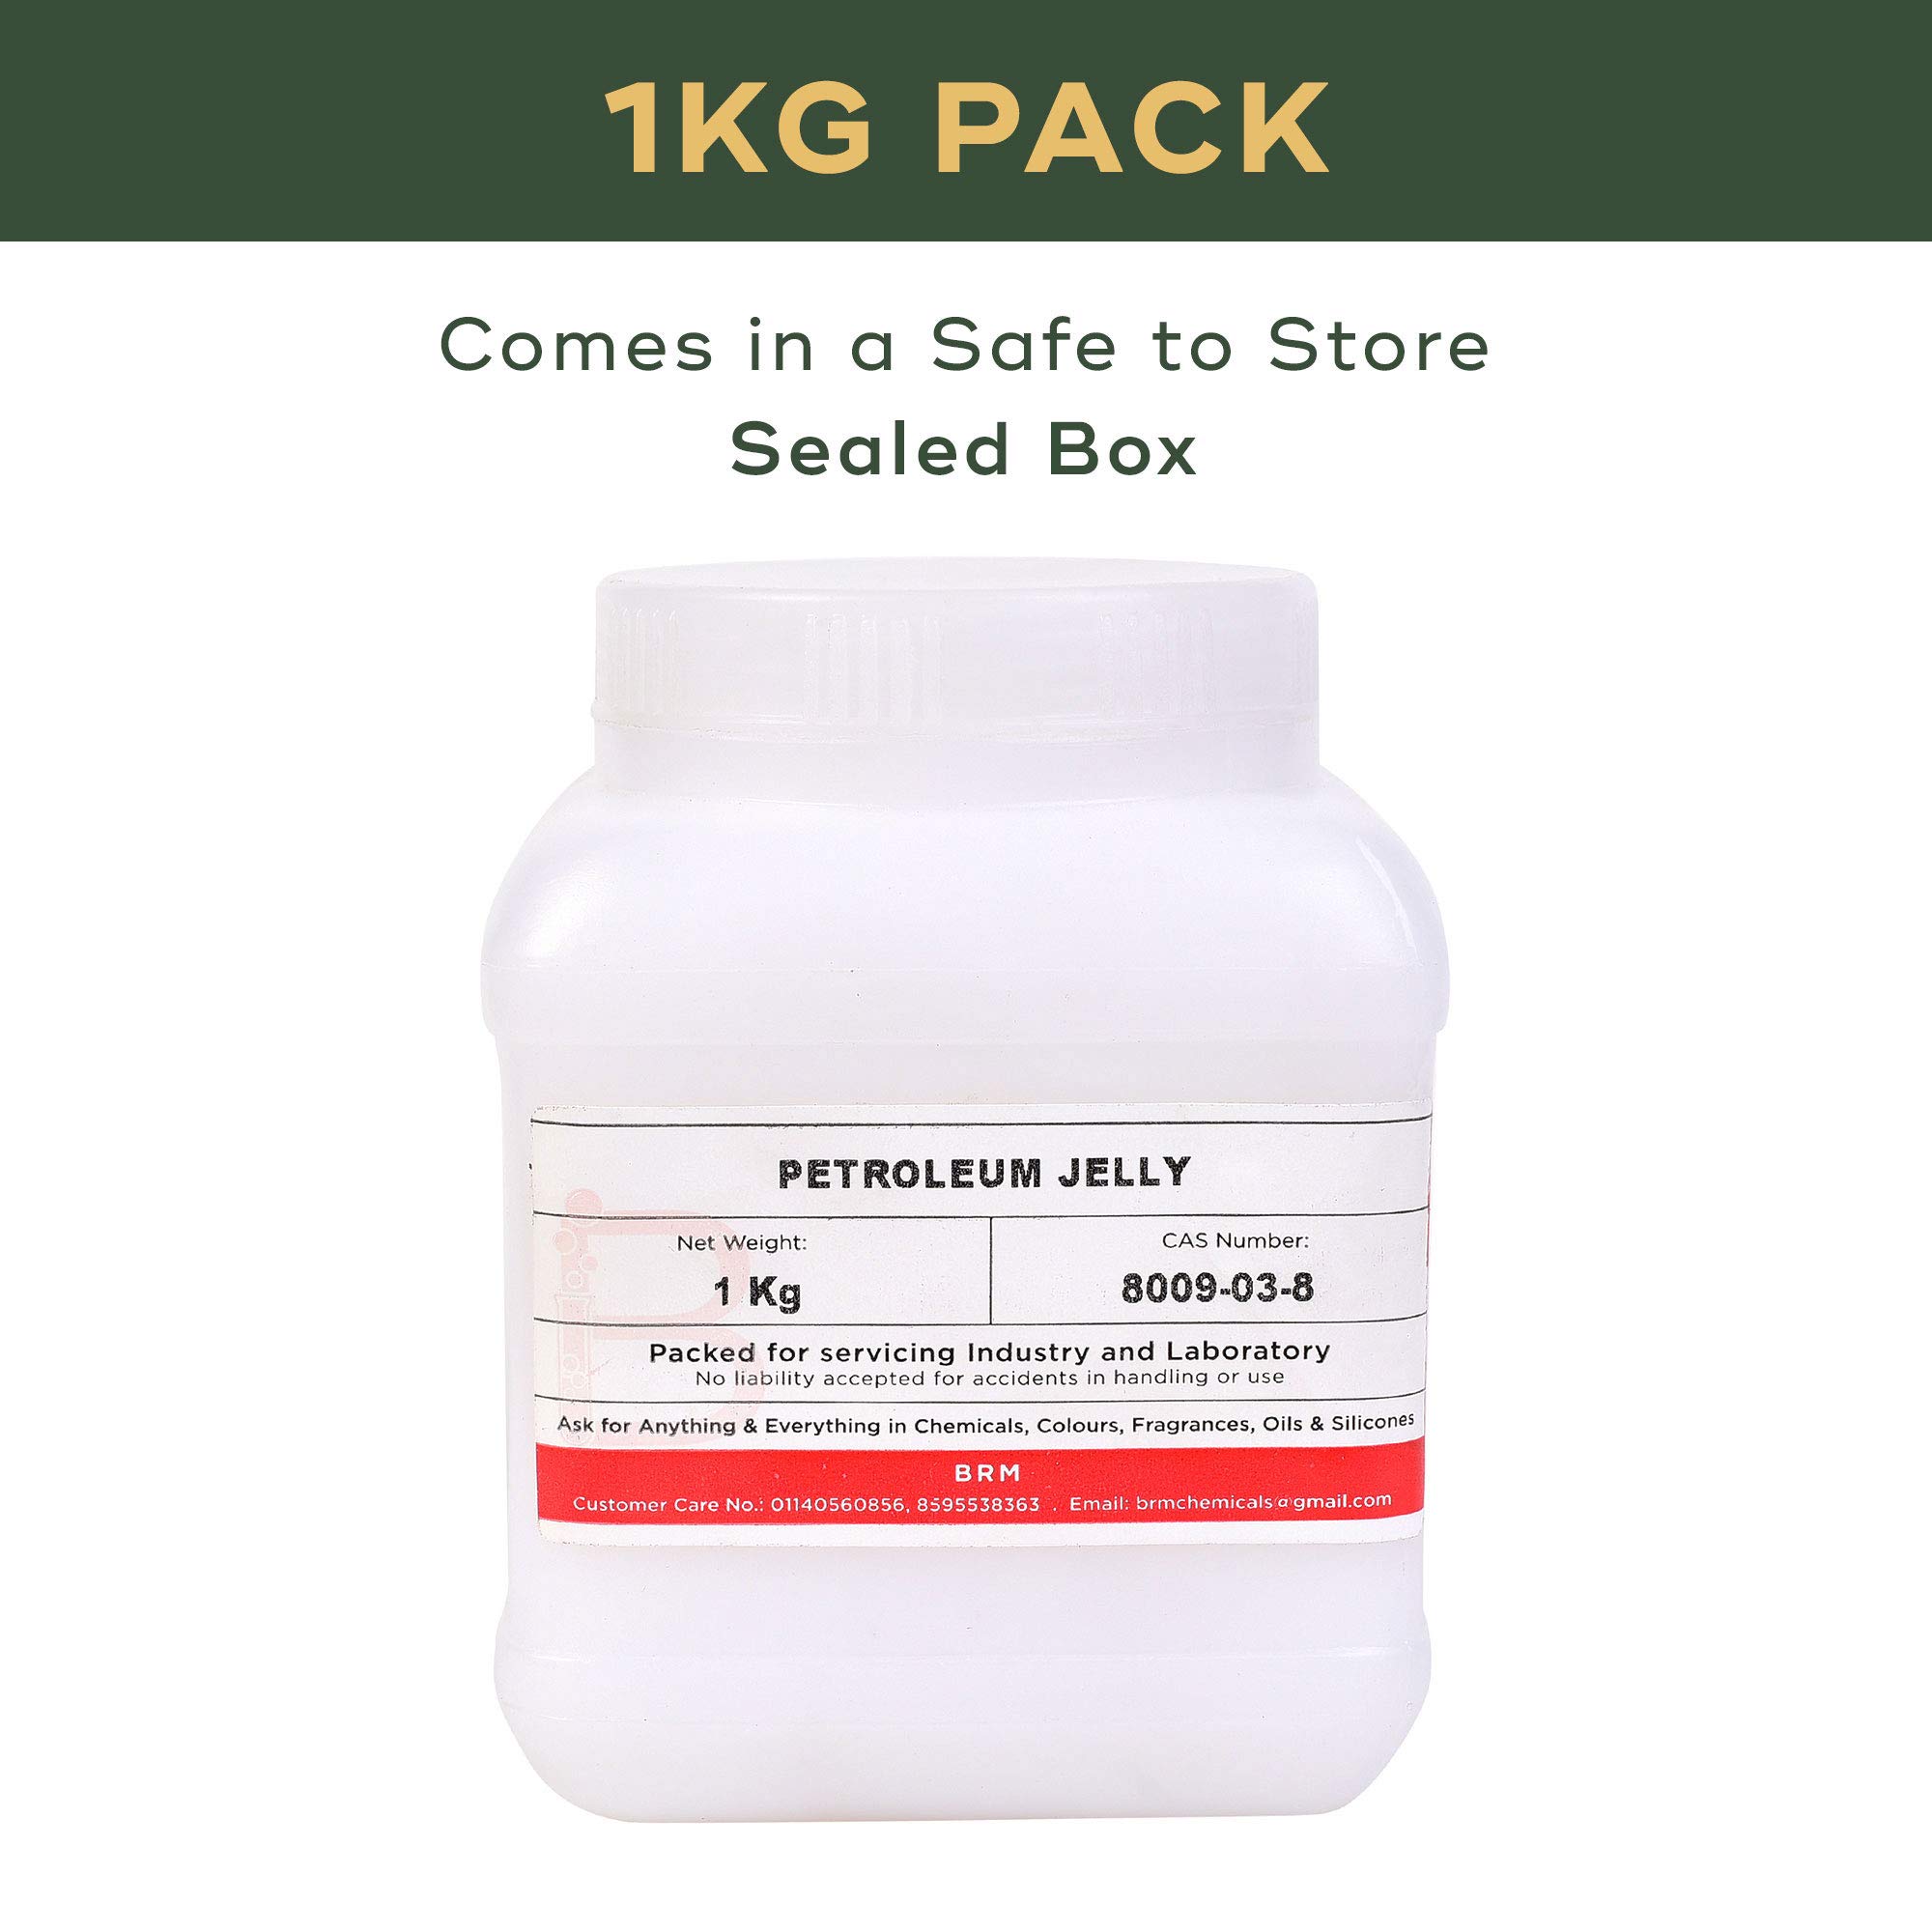 1KG PACK
Comes in a Safe to Store
Sealed Box
PETROLEUM JELLY
Net Weight:
1 Kg
CAS Number:
8009-03-8
Packed for servicing Industry and Laboratory
No liability accepted for accidents in handling or use
Ask for Anything & Everything in Chemicals, Colours, Fragrances, Oils & Silicones
BRM
Customer Care No.: 01140560856, 8595538363 . Email: brmchemicals@gmail.com